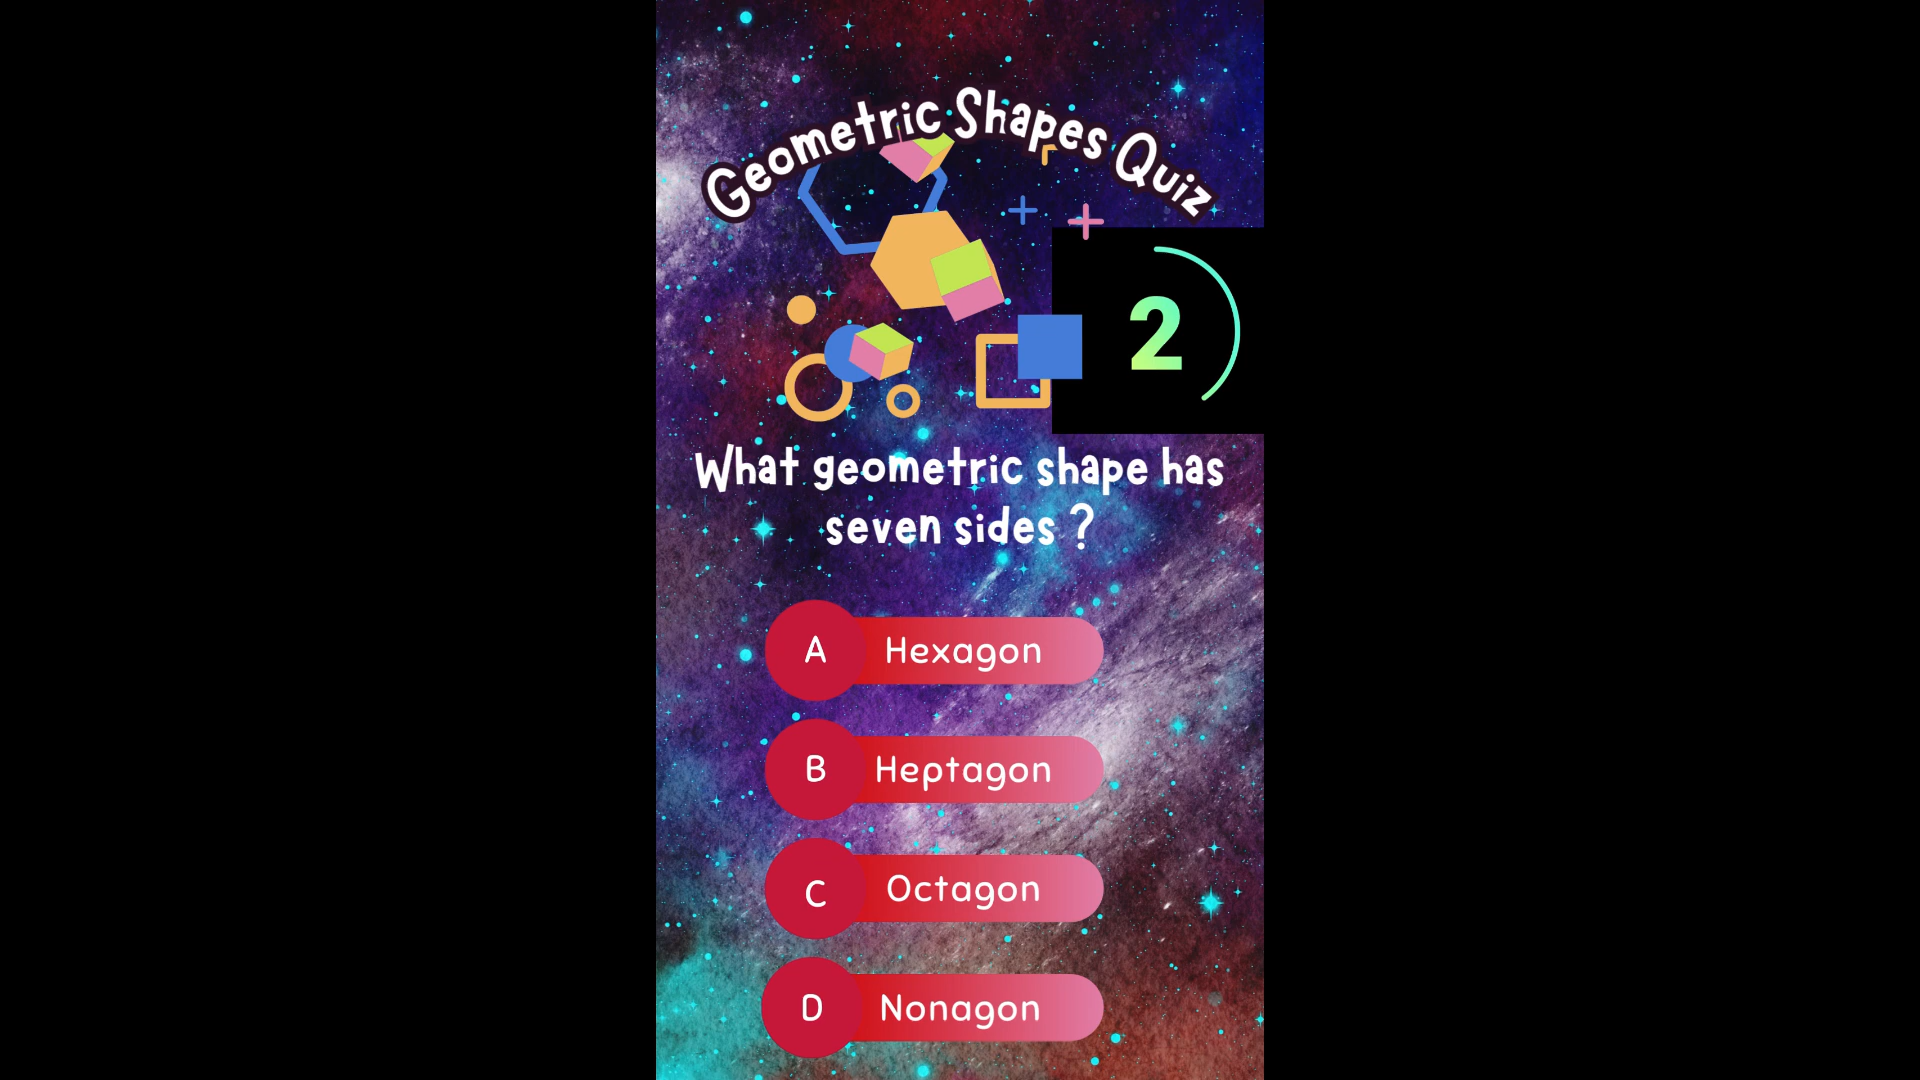 Geometric Shapes Quiz
2
What geometric shape has
seven sides ?
A Hexagon
B Heptagon
C Octagon
D Nonagon